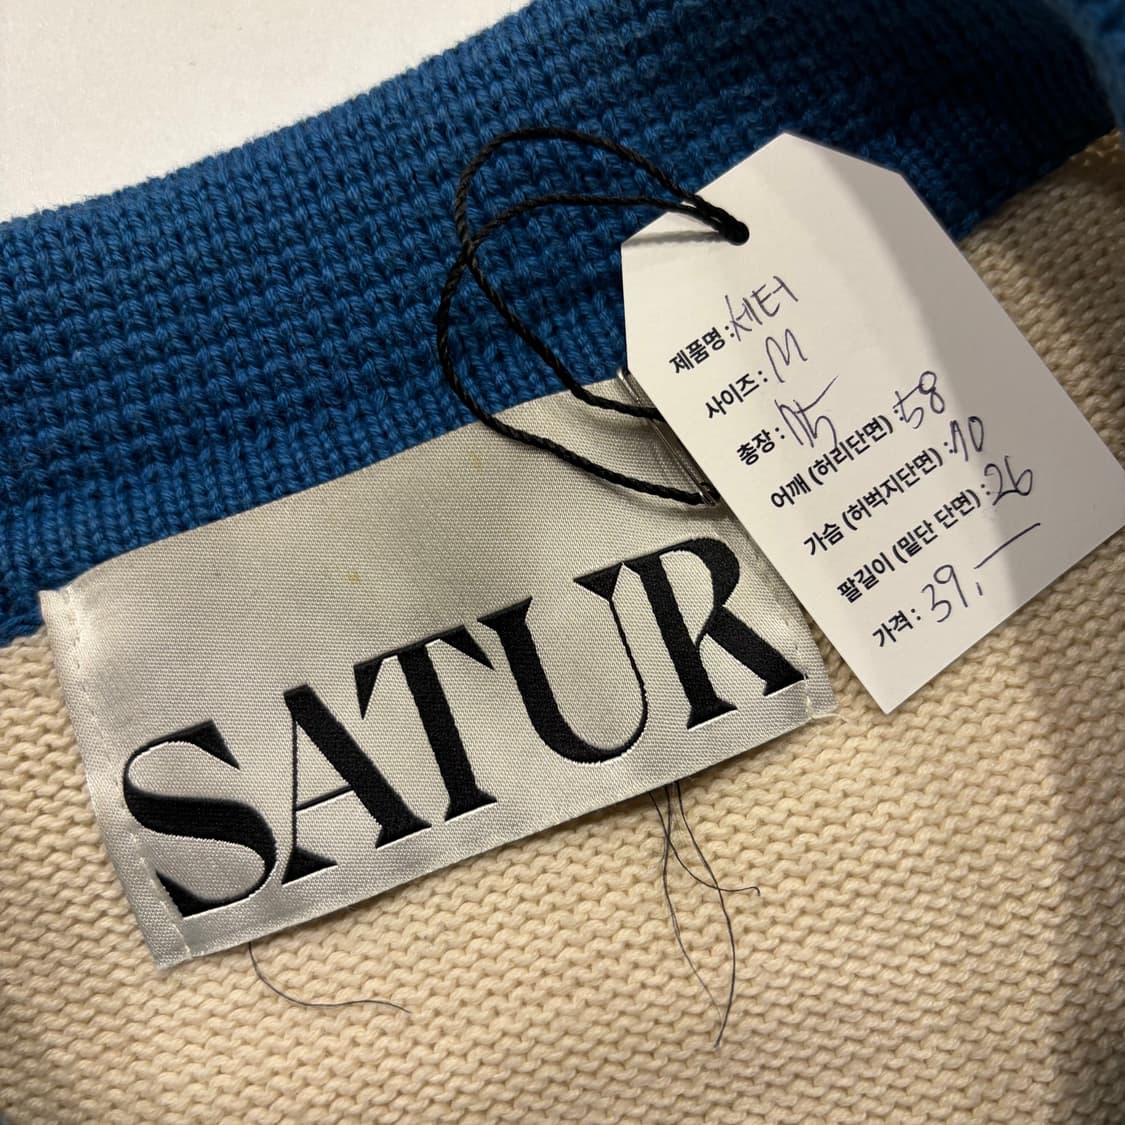 SATUR
제품명 : 세터
사이즈 : M
총장 : 75
어깨 (허리단면) : 58
가슴 (허벅지단면) : 70
팔길이 (밑단 단면) : 26
가격 : 39,-